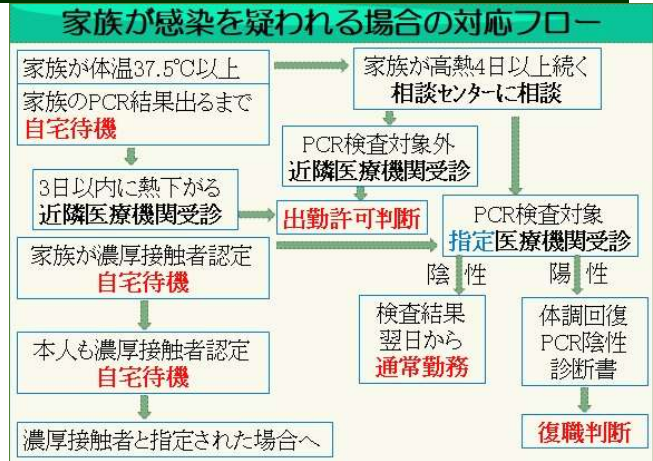 家族が感染を疑われる場合の対応フロー
家族が体温37.5℃以上
家族のPCR結果出るまで
自宅待機
家族が高熱4日以上続く
相談センターに相談
PCR検査対象外
近隣医療機関受診
3日以内に熱下がる
近隣医療機関受診
出勤許可判断
PCR検査対象
指定医療機関受診
家族が濃厚接触者認定
自宅待機
陰性
陽性
検査結果
翌日から
通常勤務
体調回復
PCR陰性
診断書
本人も濃厚接触者認定
自宅待機
復職判断
濃厚接触者と指定された場合へ